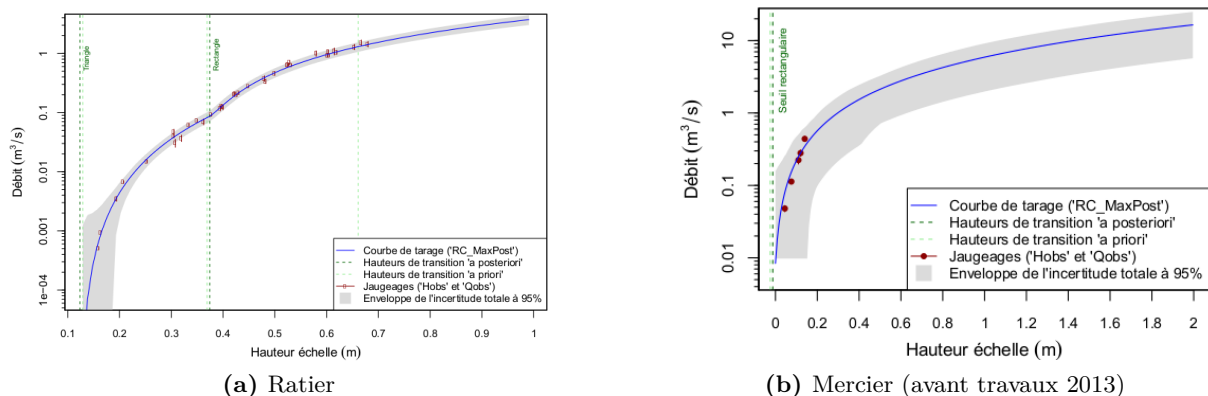 Débit (m³/s)
1
0.1
0.01
0.001
1e−04
Triangle
Rectangle
Courbe de tarage ('RC_MaxPost')
Hauteurs de transition 'a posteriori'
Hauteurs de transition 'a priori'
Jaugeages ('Hobs' et 'Qobs')
Enveloppe de l'incertitude totale à 95%
0.1 0.2 0.3 0.4 0.5 0.6 0.7 0.8 0.9 1
Hauteur échelle (m)
(a) Ratier
Débit (m³/s)
10
1
0.1
0.01
Seuil rectangulaire
Courbe de tarage ('RC_MaxPost')
Hauteurs de transition 'a posteriori'
Hauteurs de transition 'a priori'
Jaugeages ('Hobs' et 'Qobs')
Enveloppe de l'incertitude totale à 95%
0 0.2 0.4 0.6 0.8 1 1.2 1.4 1.6 1.8 2
Hauteur échelle (m)
(b) Mercier (avant travaux 2013)